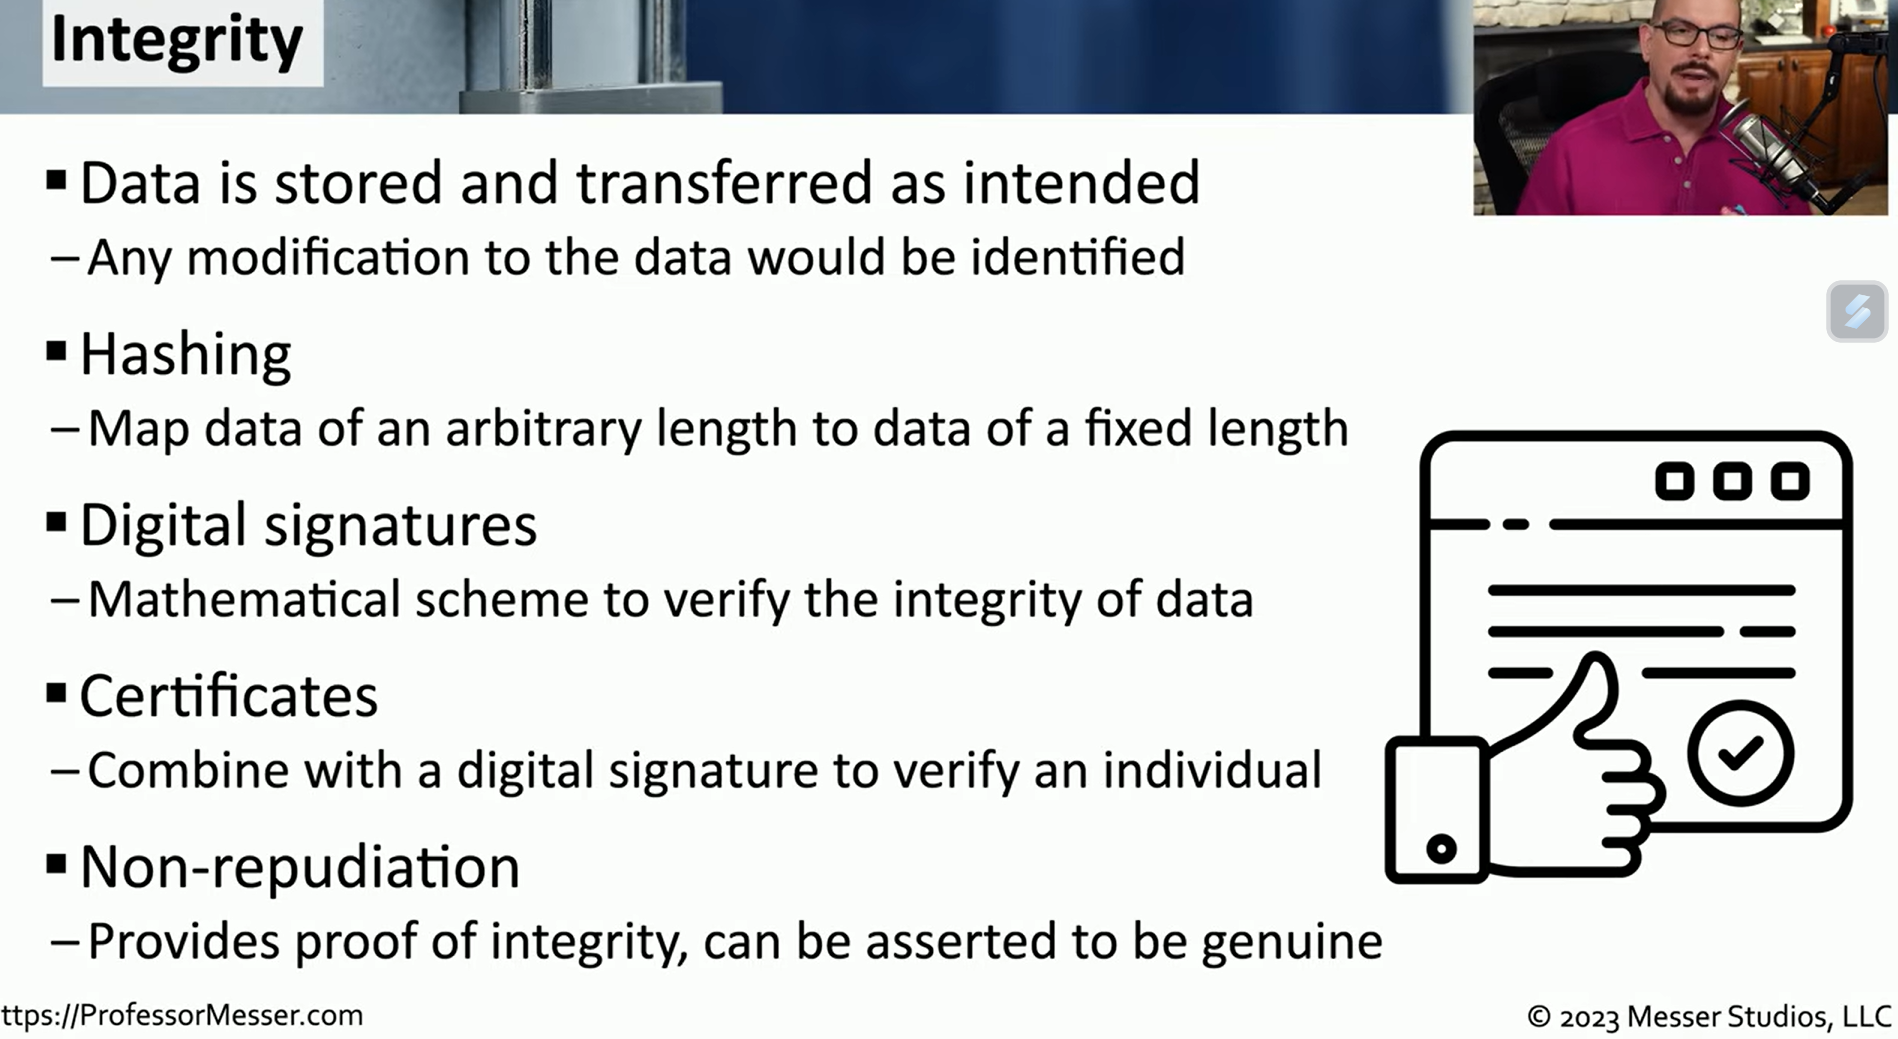 Integrity
▪ Data is stored and transferred as intended
– Any modification to the data would be identified
▪ Hashing
– Map data of an arbitrary length to data of a fixed length
▪ Digital signatures
– Mathematical scheme to verify the integrity of data
▪ Certificates
– Combine with a digital signature to verify an individual
▪ Non-repudiation
– Provides proof of integrity, can be asserted to be genuine
ttps://ProfessorMesser.com
© 2023 Messer Studios, LLC